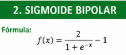 2. SIGMOIDE BIPOLAR
Fórmula:
f(x) = 2 / (1 + e^-x) − 1